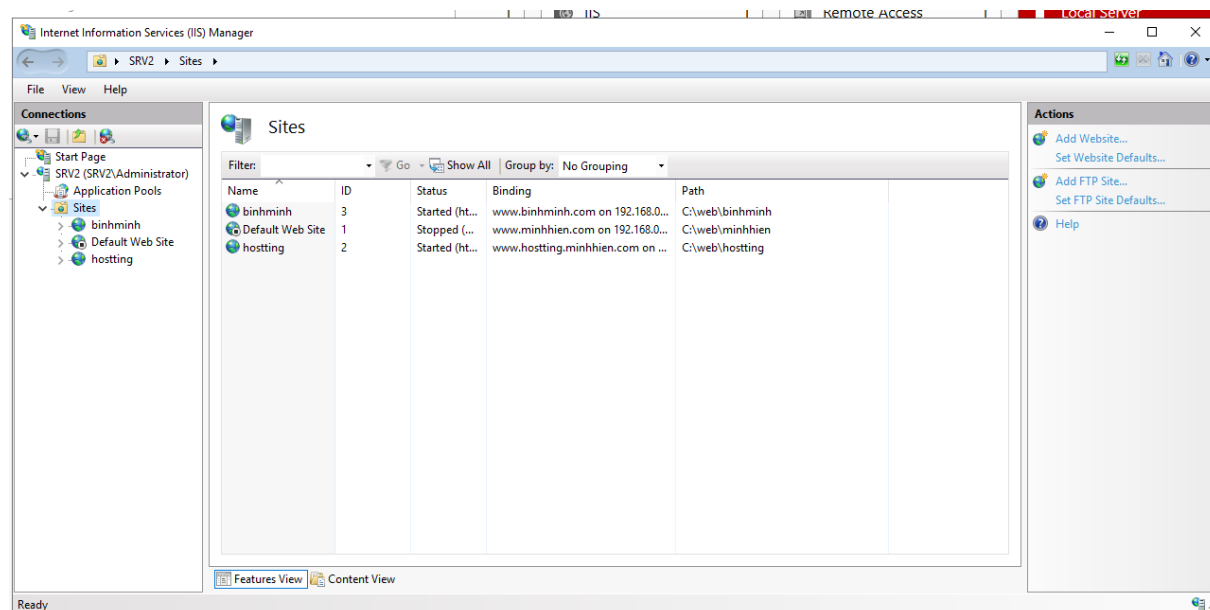 IIS Remote Access Local Server
Internet Information Services (IIS) Manager
SRV2 Sites
File View Help
Connections
Start Page
SRV2 (SRV2\Administrator)
Application Pools
Sites
binhminh
Default Web Site
hostting
Sites
Filter: Go Show All Group by: No Grouping
Name ID Status Binding Path
binhminh 3 Started (ht... www.binhminh.com on 192.168.0... C:\web\binhminh
Default Web Site 1 Stopped (... www.minhhien.com on 192.168.0... C:\web\minhhien
hostting 2 Started (ht... www.hostting.minhhien.com on ... C:\web\hostting
Features View Content View
Actions
Add Website...
Set Website Defaults...
Add FTP Site...
Set FTP Site Defaults...
Help
Ready